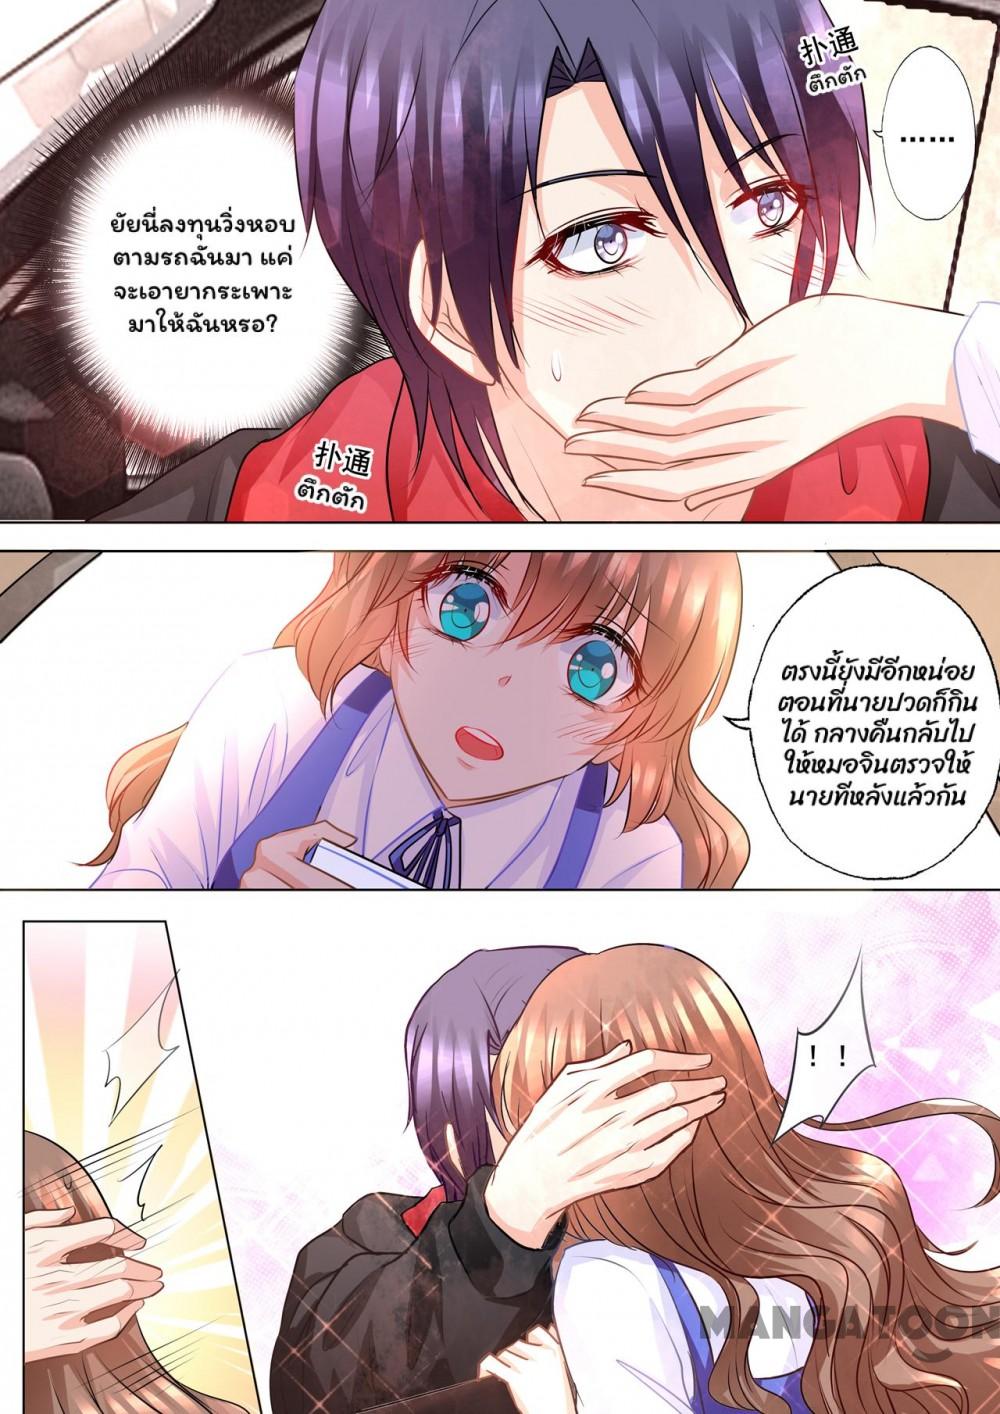 扑通
ตึกตัก
……
ยัยนี่ลงทุนวิ่งหอบ
ตามรถฉันมา แค่
จะเอายากระเพาะ
มาให้ฉันหรอ?
扑通
ตึกตัก
ตรงนี้ยังมีอีกหน่อย
ตอนที่นายปวดก็กิน
ได้ กลางคืนกลับไป
ให้หมอจินตรวจให้
นายทีหลังแล้วกัน
！！
MANGATOON